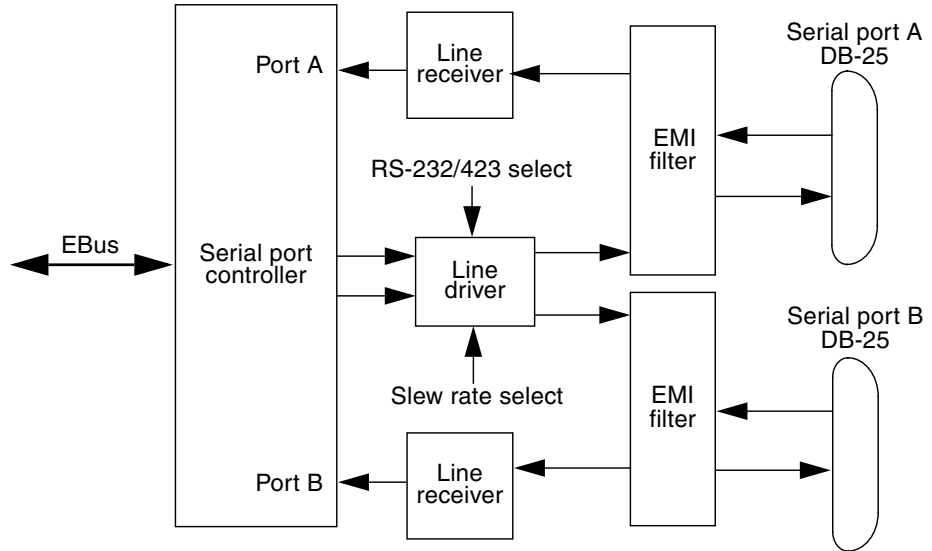 Serial port A
DB-25
Line
receiver
Port A
EMI
filter
RS-232/423 select
EBus
Serial port
controller
Line
driver
Serial port B
DB-25
Slew rate select
EMI
filter
Port B
Line
receiver